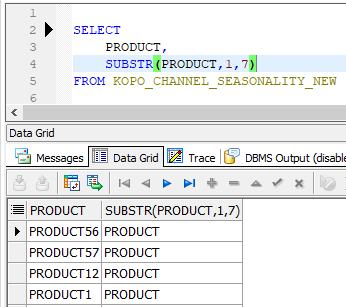 1
2 SELECT
3 PRODUCT,
4 SUBSTR(PRODUCT,1,7)
5 FROM KOPO_CHANNEL_SEASONALITY_NEW
6
Data Grid
Messages Data Grid Trace DBMS Output (disable
PRODUCT SUBSTR(PRODUCT,1,7)
PRODUCT56 PRODUCT
PRODUCT57 PRODUCT
PRODUCT12 PRODUCT
PRODUCT1 PRODUCT